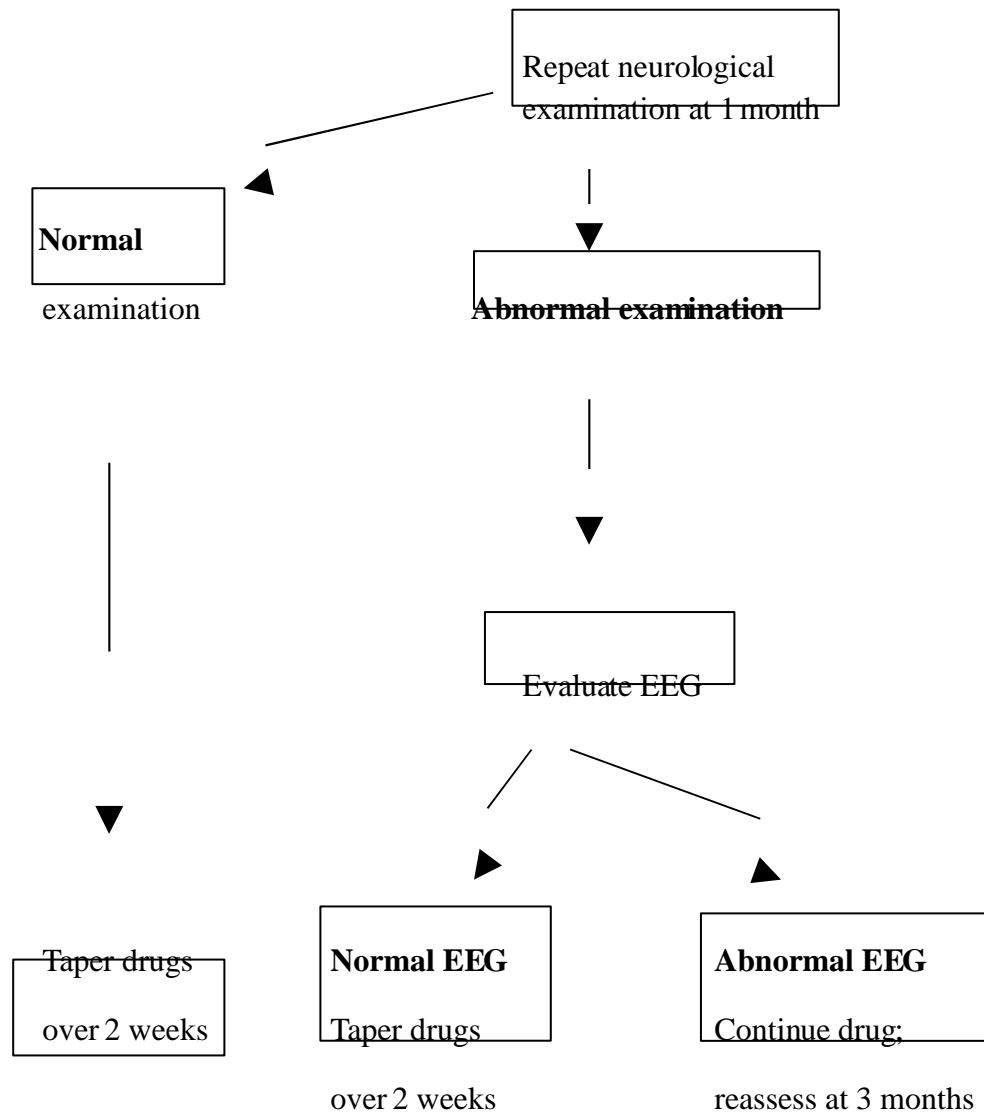 Repeat neurological
examination at 1 month
Normal
examination
Abnormal examination
Evaluate EEG
Taper drugs
over 2 weeks
Normal EEG
Taper drugs
over 2 weeks
Abnormal EEG
Continue drug;
reassess at 3 months